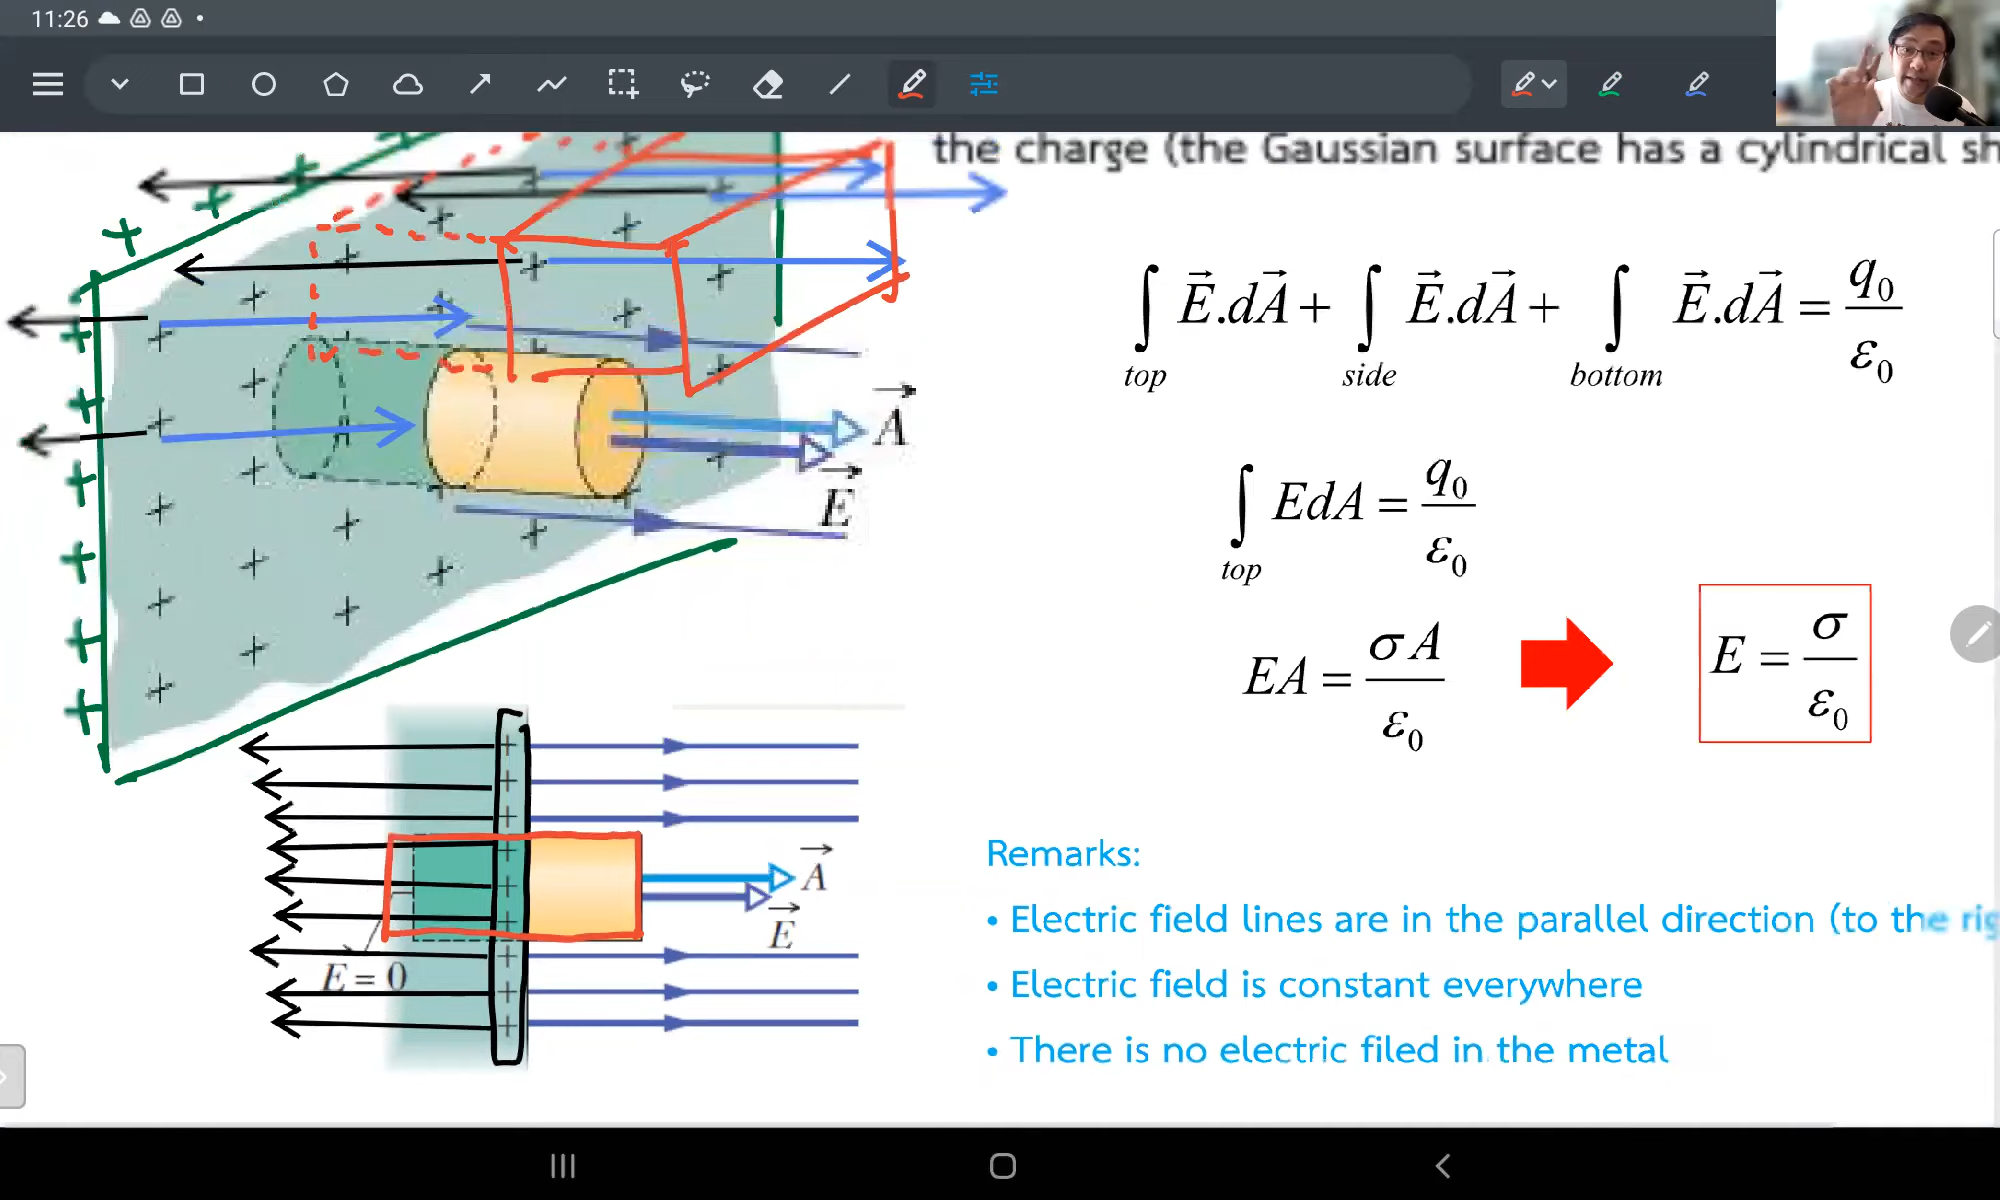 11:26
the charge (the Gaussian surface has a cylindrical sh
∫ E⃗.dA⃗ + ∫ E⃗.dA⃗ + ∫ E⃗.dA⃗ = q₀/ε₀
top side bottom
A⃗
E⃗
∫ EdA = q₀/ε₀
top
EA = σA/ε₀
E = σ/ε₀
A⃗
E⃗
E⃗ = 0
Remarks:
• Electric field lines are in the parallel direction (to the rig
• Electric field is constant everywhere
• There is no electric filed in the metal